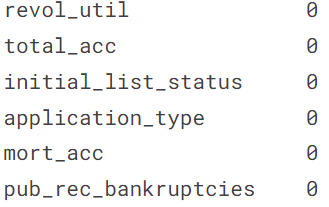 revol_util 0
total_acc 0
initial_list_status 0
application_type 0
mort_acc 0
pub_rec_bankruptcies 0